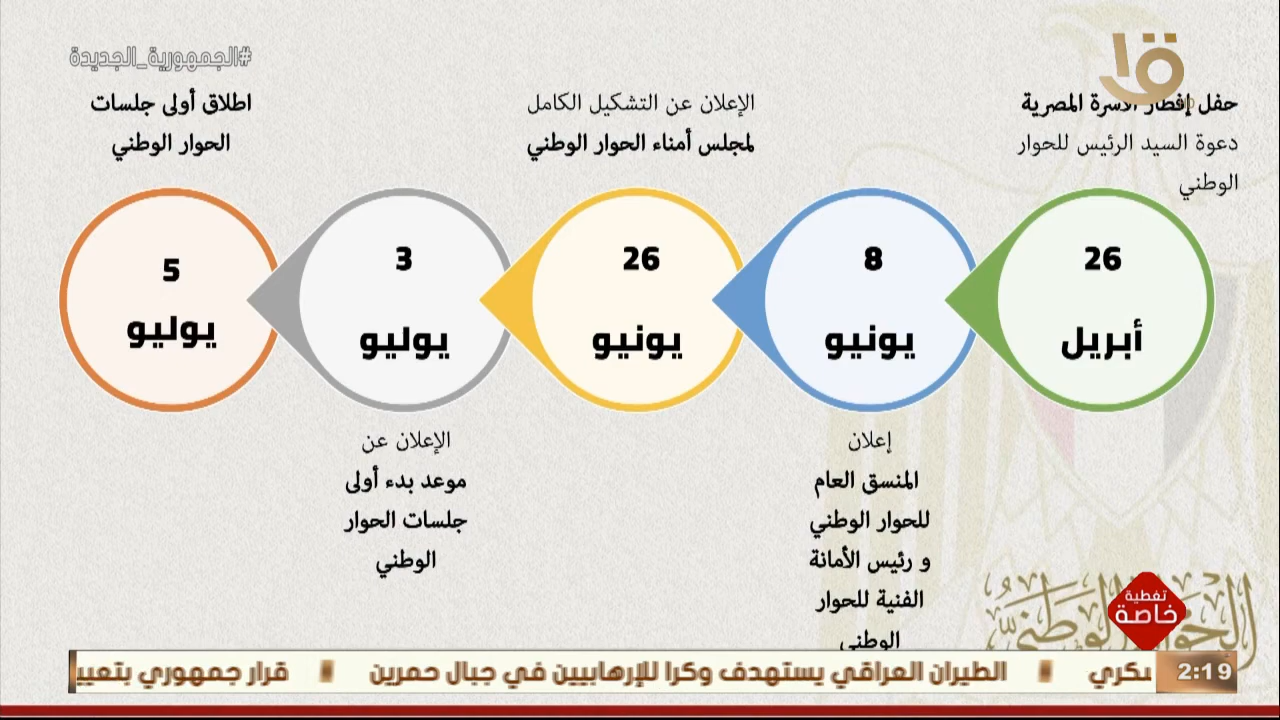 #الجمهورية_الجديدة
حفل إفطار الأسرة المصرية
دعوة السيد الرئيس للحوار
الوطني
الإعلان عن التشكيل الكامل
لمجلس أمناء الحوار الوطني
اطلاق أولى جلسات
الحوار الوطني
26
أبريل
8
يونيو
26
يونيو
3
يوليو
5
يوليو
إعلان
المنسق العام
للحوار الوطني
و رئيس الأمانة
الفنية للحوار
الوطني
الإعلان عن
موعد بدء أولى
جلسات الحوار
الوطني
الحوار الوطني
تغطية
خاصة
2:19
الطيران العراقي يستهدف وكرا للإرهابيين في جبال حمرين
قرار جمهوري